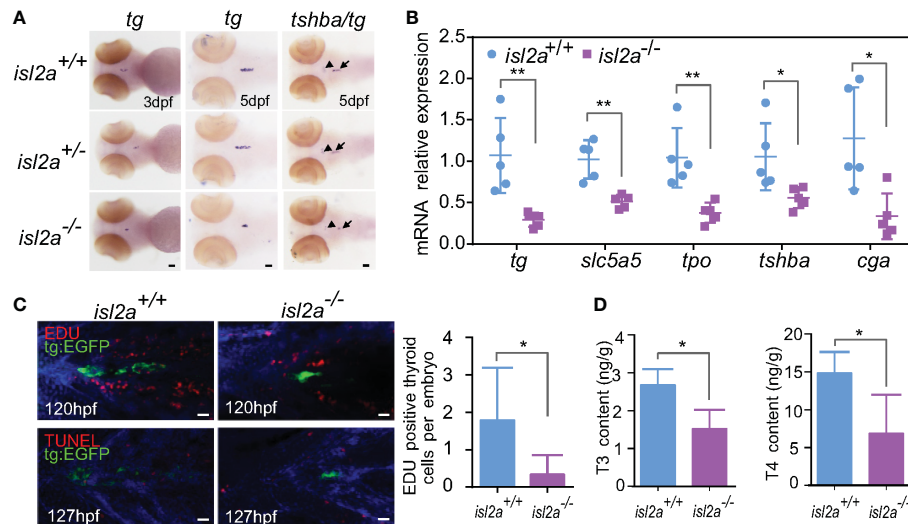 A
tg
tg
tshba/tg
isl2a+/+
3dpf
5dpf
5dpf
isl2a+/-
isl2a-/-
B
mRNA relative expression
2.5
2.0
1.5
1.0
0.5
0.0
isl2a+/+
isl2a-/-
**
**
**
*
*
tg
slc5a5
tpo
tshba
cga
C
isl2a+/+
isl2a-/-
EDU
tg:EGFP
120hpf
120hpf
TUNEL
tg:EGFP
127hpf
127hpf
EDU positive thyroid
cells per embryo
4
3
2
1
0
*
isl2a+/+
isl2a-/-
D
T3 content (ng/g)
5
4
3
2
1
0
*
isl2a+/+
isl2a-/-
T4 content (ng/g)
20
15
10
5
0
*
isl2a+/+
isl2a-/-